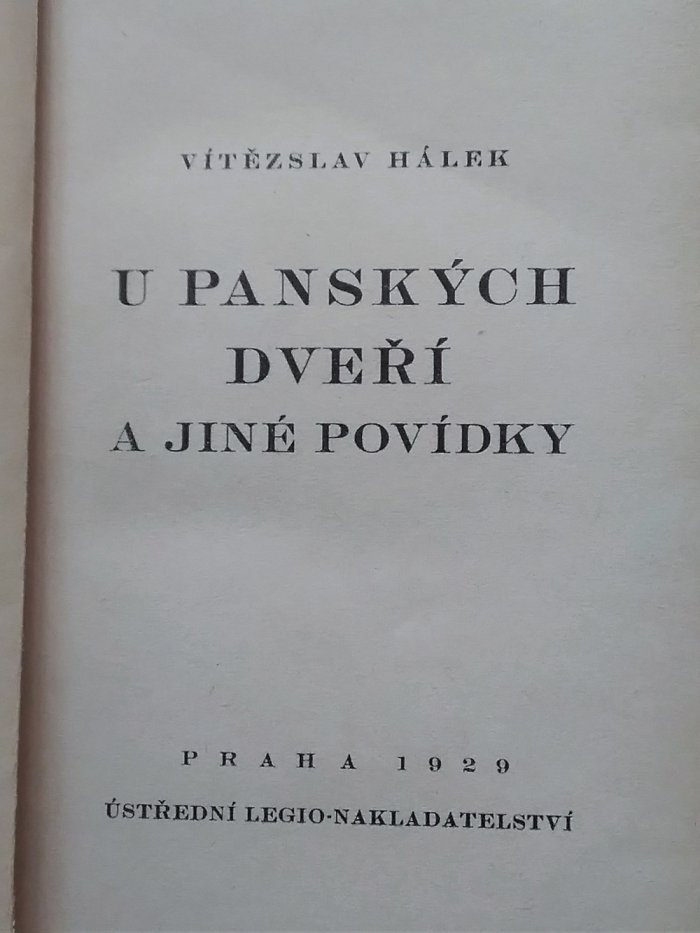 VÍTĚZSLAV HÁLEK
U PANSKÝCH
DVEŘÍ
A JINÉ POVÍDKY
PRAHA 1929
ÚSTŘEDNÍ LEGIO-NAKLADATELSTVÍ